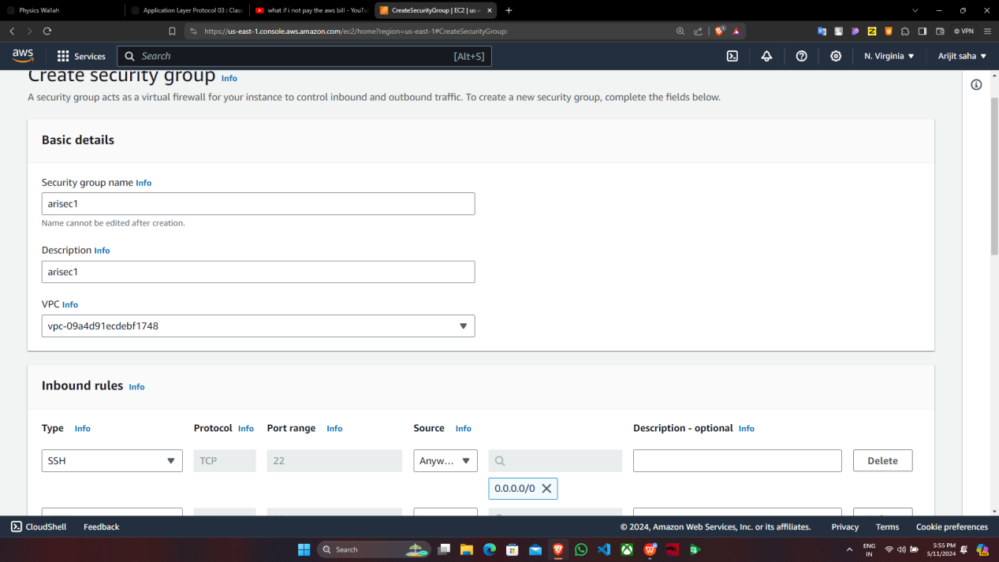 Physics Wallah
Application Layer Protocol 03 : Class
what if i not pay the aws bill - YouTu
CreateSecurityGroup | EC2 | us-e
https://us-east-1.console.aws.amazon.com/ec2/home?region=us-east-1#CreateSecurityGroup:
VPN
aws
Services
Search
[Alt+S]
N. Virginia
Arijit saha
Create security group Info
A security group acts as a virtual firewall for your instance to control inbound and outbound traffic. To create a new security group, complete the fields below.
Basic details
Security group name Info
arisec1
Name cannot be edited after creation.
Description Info
arisec1
VPC Info
vpc-09a4d91ecdebf1748
Inbound rules Info
Type Info Protocol Info Port range Info Source Info Description - optional Info
SSH TCP 22 Anyw... Delete
0.0.0.0/0
CloudShell Feedback © 2024, Amazon Web Services, Inc. or its affiliates. Privacy Terms Cookie preferences
Search
ENG
IN
5:55 PM
5/11/2024